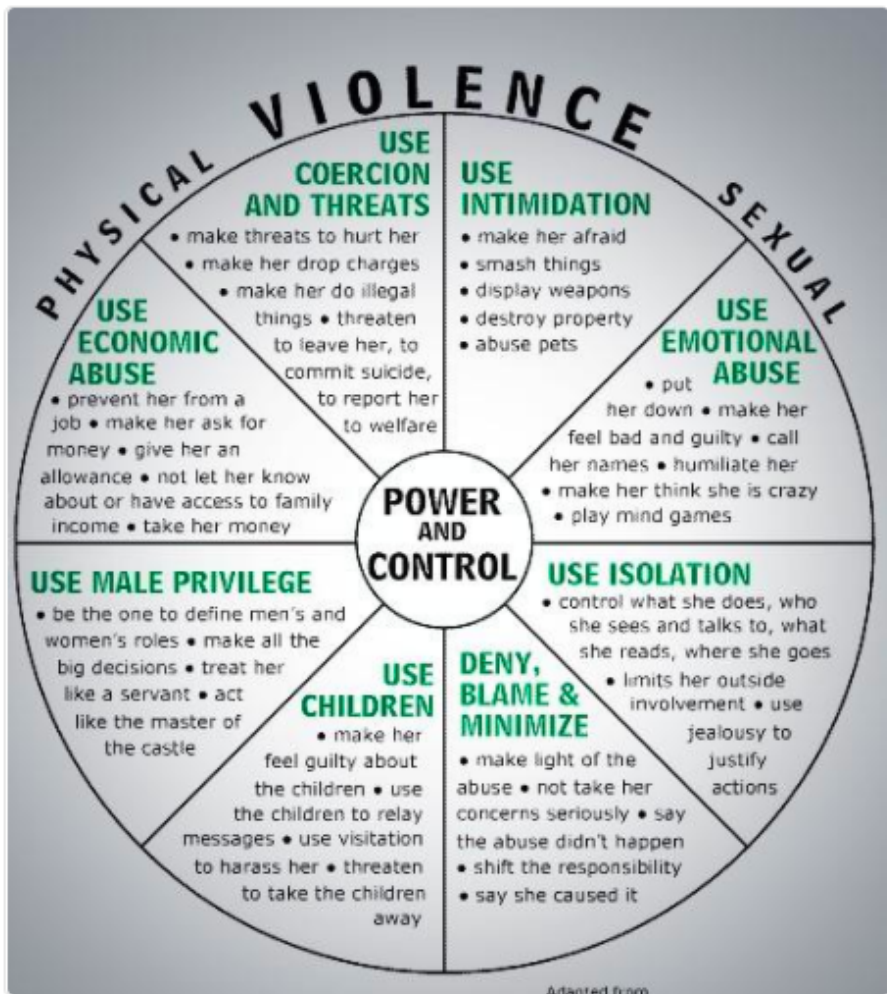 PHYSICAL VIOLENCE SEXUAL
USE
COERCION
AND THREATS
• make threats to hurt her
• make her drop charges
• make her do illegal
things • threaten
to leave her, to
commit suicide,
to report her
to welfare
USE
INTIMIDATION
• make her afraid
• smash things
• display weapons
• destroy property
• abuse pets
USE
ECONOMIC
ABUSE
• prevent her from a
job • make her ask for
money • give her an
allowance • not let her know
about or have access to family
income • take her money
USE
EMOTIONAL
ABUSE
• put
her down • make her
feel bad and guilty • call
her names • humiliate her
• make her think she is crazy
• play mind games
POWER
AND
CONTROL
USE MALE PRIVILEGE
• be the one to define men's and
women's roles • make all the
big decisions • treat her
like a servant • act
like the master of
the castle
USE ISOLATION
• control what she does, who
she sees and talks to, what
she reads, where she goes
• limits her outside
involvement • use
jealousy to
justify
actions
USE
CHILDREN
• make her
feel guilty about
the children • use
the children to relay
messages • use visitation
to harass her • threaten
to take the children
away
DENY,
BLAME &
MINIMIZE
• make light of the
abuse • not take her
concerns seriously • say
the abuse didn't happen
• shift the responsibility
• say she caused it
Adapted from